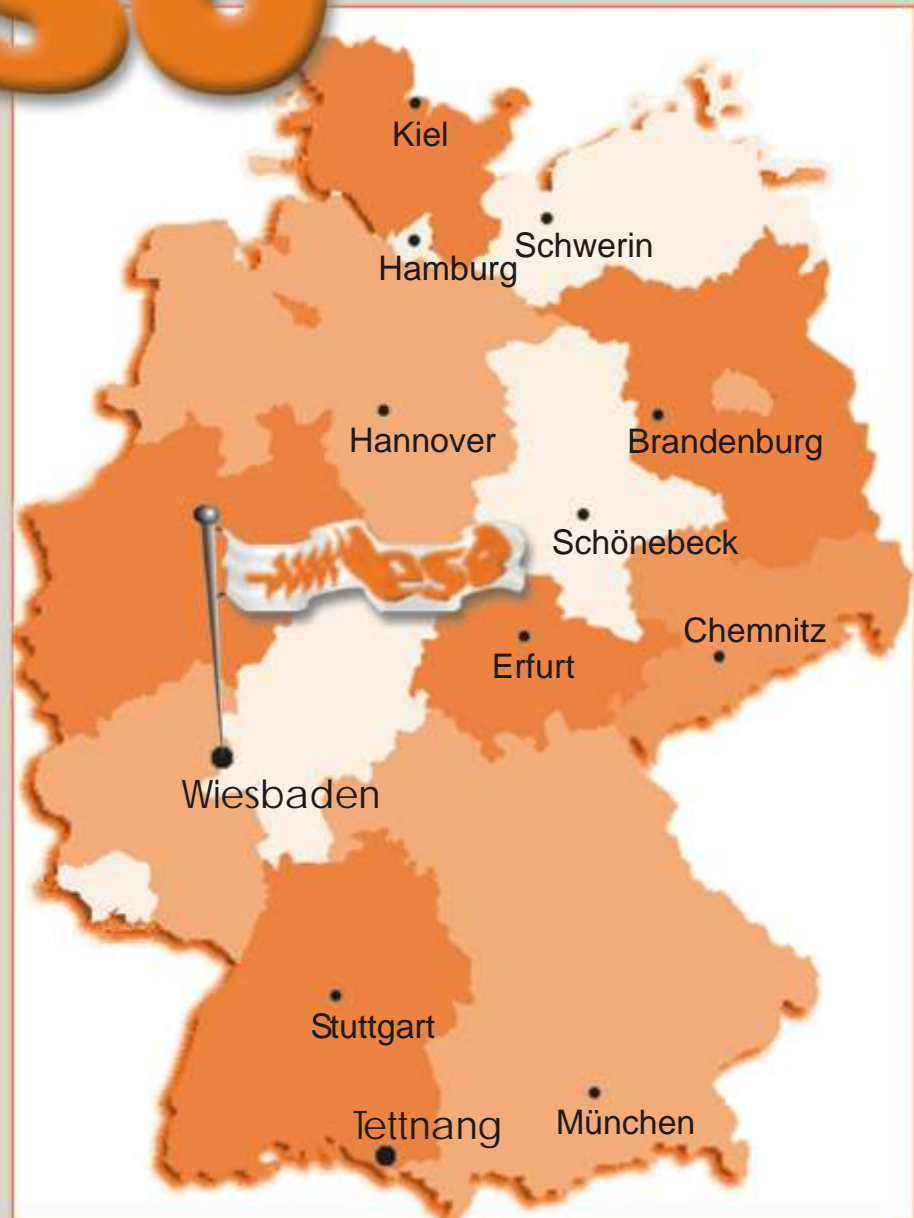 Kiel
Schwerin
Hamburg
Hannover
Brandenburg
Schönebeck
Chemnitz
Erfurt
Wiesbaden
Stuttgart
Tettnang
München